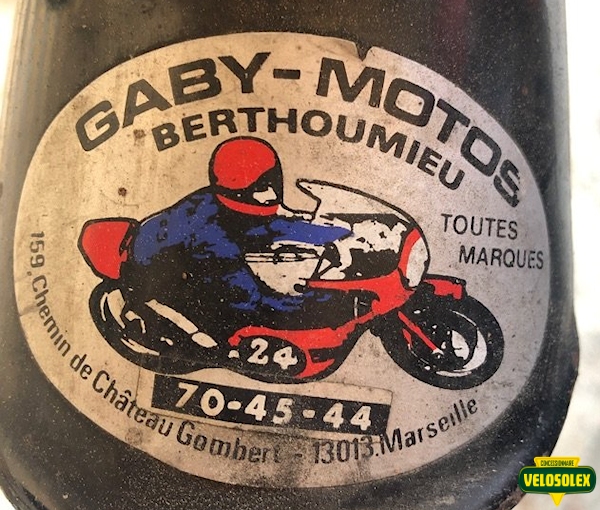 GABY-MOTOS
BERTHOUMIEU
TOUTES
MARQUES
24
70-45-44
159, Chemin de Château Gombert - 13013. Marseille
CONCESSIONNAIRE
VELOSOLEX